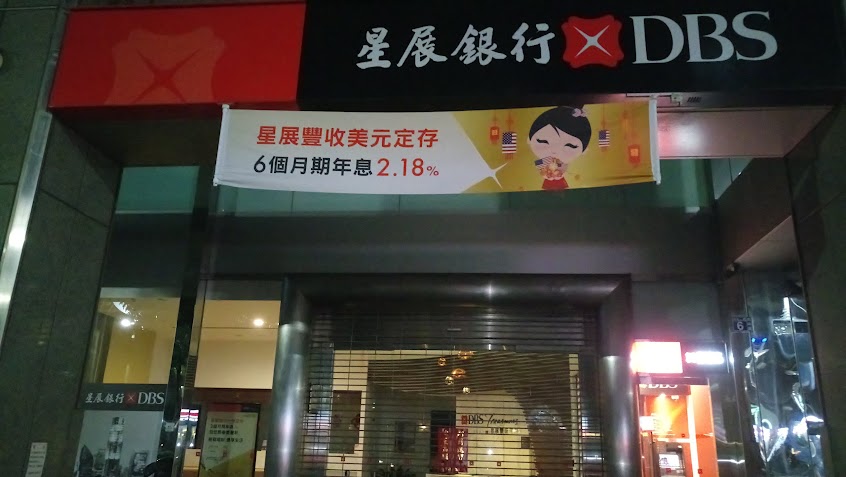 星展銀行 DBS
星展豐收美元定存
6個月期年息2.18%
6
星展銀行 DBS
DBS Treasures
DBS